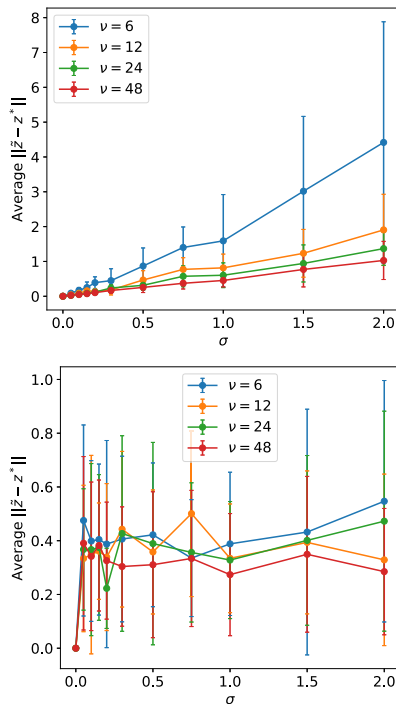 ν = 6
ν = 12
ν = 24
ν = 48
Average ||z̃ − z*||
8
7
6
5
4
3
2
1
0
0.0 0.5 1.0 1.5 2.0
σ
ν = 6
ν = 12
ν = 24
ν = 48
Average ||z̃ − z*||
1.0
0.8
0.6
0.4
0.2
0.0
0.0 0.5 1.0 1.5 2.0
σ